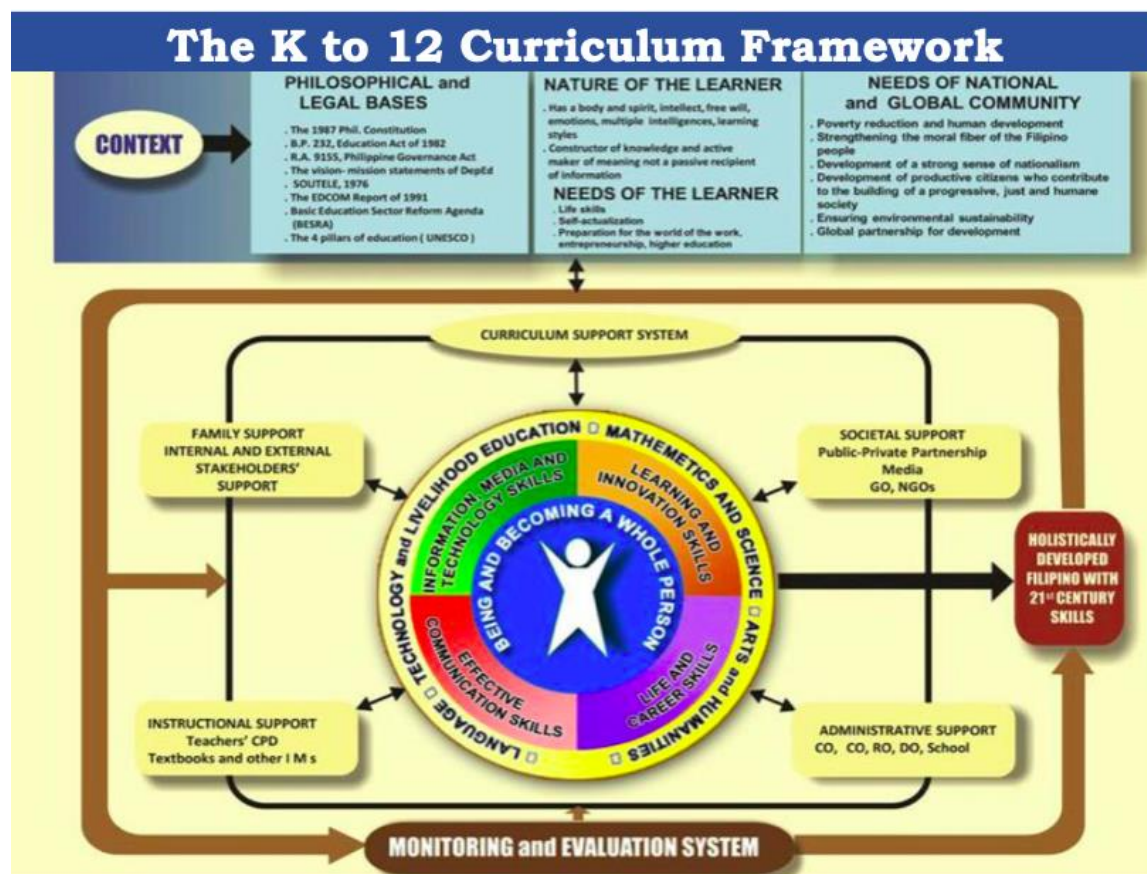 The K to 12 Curriculum Framework
CONTEXT
PHILOSOPHICAL and
LEGAL BASES
. The 1987 Phil. Constitution
. B.P. 232, Education Act of 1982
. R.A. 9155, Philippine Governance Act
. The vision- mission statements of DepEd
. SOUTELE, 1976
. The EDCOM Report of 1991
. Basic Education Sector Reform Agenda
(BESRA)
. The 4 pillars of education ( UNESCO )
NATURE OF THE LEARNER
. Has a body and spirit, intellect, free will,
emotions, multiple intelligences, learning
styles
. Constructor of knowledge and active
maker of meaning not a passive recipient
of information
NEEDS OF THE LEARNER
. Life skills
. Self-actualization
. Preparation for the world of the work,
entrepreneurship, higher education
NEEDS OF NATIONAL
and GLOBAL COMMUNITY
. Poverty reduction and human development
. Strengthening the moral fiber of the Filipino
people
. Development of a strong sense of nationalism
. Development of productive citizens who contribute
to the building of a progressive, just and humane
society
. Ensuring environmental sustainability
. Global partnership for development
CURRICULUM SUPPORT SYSTEM
FAMILY SUPPORT
INTERNAL AND EXTERNAL
STAKEHOLDERS'
SUPPORT
SOCIETAL SUPPORT
Public-Private Partnership
Media
GO, NGOs
LANGUAGE □ TECHNOLOGY and LIVELIHOOD EDUCATION □ MATHEMETICS AND SCIENCE □ ARTS and HUMANITIES □
INFORMATION, MEDIA AND
TECHNOLOGY SKILLS
LEARNING AND
INNOVATION SKILLS
BEING AND BECOMING A WHOLE PERSON
EFFECTIVE
COMMUNICATION SKILLS
LIFE AND
CAREER SKILLS
HOLISTICALLY
DEVELOPED
FILIPINO WITH
21st CENTURY
SKILLS
INSTRUCTIONAL SUPPORT
Teachers' CPD
Textbooks and other I M s
ADMINISTRATIVE SUPPORT
CO, CO, RO, DO, School
MONITORING and EVALUATION SYSTEM